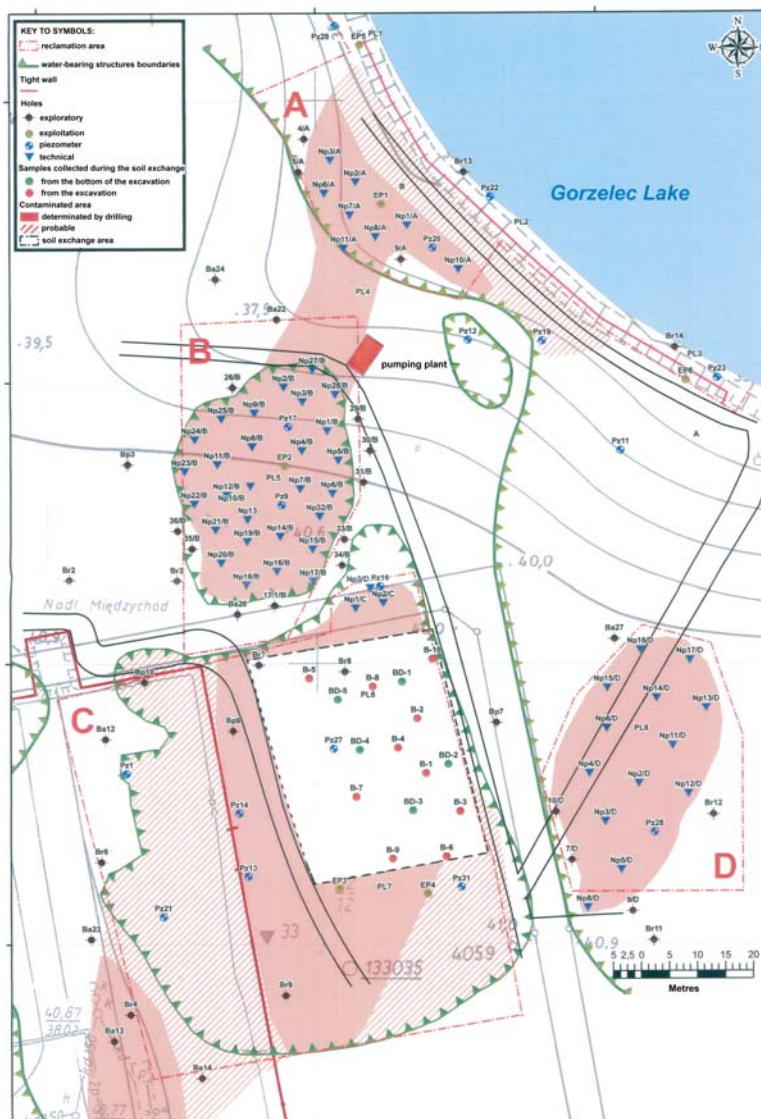 KEY TO SYMBOLS:
reclamation area
water-bearing structures boundaries
Tight wall
Holes
exploratory
exploitation
piezometer
technical
Samples collected during the soil exchange
from the bottom of the excavation
from the excavation
Contaminated area
determined by drilling
probable
soil exchange area
N
W E
S
Pz29
EP5
PL1
A
4/A
5/A
Np3/A
Np2/A
Np6/A
EP1
B
Np7/A
Np1/A
Np8/A
Np11/A
Pz20
9/A
Np10/A
Br13
Pz22
PL2
Gorzelec Lake
Ba24
PL4
37,9
Ba22
.39,5
B
Pz12
Pz19
Br14
PL3
EP6
Pz23
pumping plant
Np27/B
26/B
Np2/B
Np28/B
Np3/B
Np9/B
Np25/B
29/B
Pz17
Np1/B
Np24/B
A
Np8/B
Np4/B
30/B
c
Pz11
Bp3
Np11/B
Np5/B
Np23/B
EP2
31/B
PL5
Np12/B
Np7/B
Np6/B
Np10/B
Np22/B
Pz9
Np13
Np32/B
36/B
Np21/B
40,6
33/B
Np19/B
Np14/B
35/B
Np15/B
Np20/B
34/B
40,0
Br2
Br3
Np16/B
Np18/B
Np17/B
Np3/D
Pz16
Nadl Międzychód
17/1/B
Ba20
Np1/C
Np2/C
Ba27
Np16/D
Np17/D
Br7
B-10
Bp10
B-5
Br8
B-8
BD-1
PL6
BD-5
Np15/D
Np14/D
Np13/D
C
Ba12
Bp9
B-2
Bp7
Np6/D
PL8
Pz27
BD-4
B-4
Np11/D
BD-2
B-1
Pz1
Np4/D
Np2/D
B-7
Np12/D
Pz14
BD-3
B-3
10/D
Np3/D
Pz28
Br12
B-9
B-6
Br6
7/D
D
Pz13
Np5/D
EP3
PL7
EP4
Pz31
Pz21
Np8/D
9/D
33
41,0
Ba23
4059
40,9
Br11
133035
5 2,5 0 5 10 15 20
Metres
Br9
Br4
40,87
38,02
Ba13
Ba14